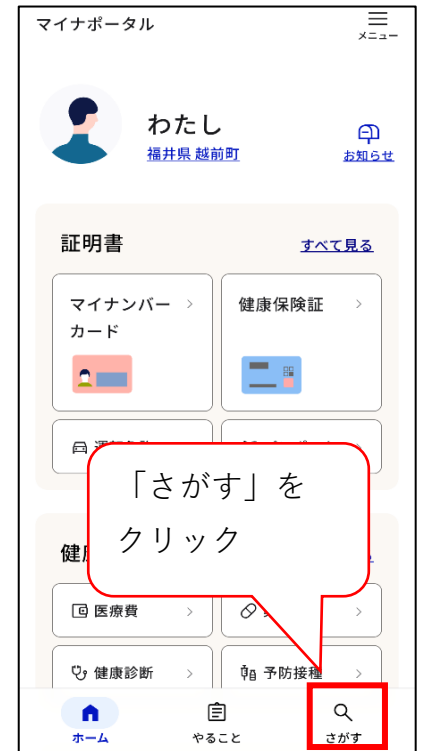 マイナポータル
メニュー
わたし
福井県 越前町
お知らせ
証明書
すべて見る
マイナンバー
カード
健康保険証
「さがす」を
クリック
医療費
健康診断
予防接種
ホーム
やること
さがす